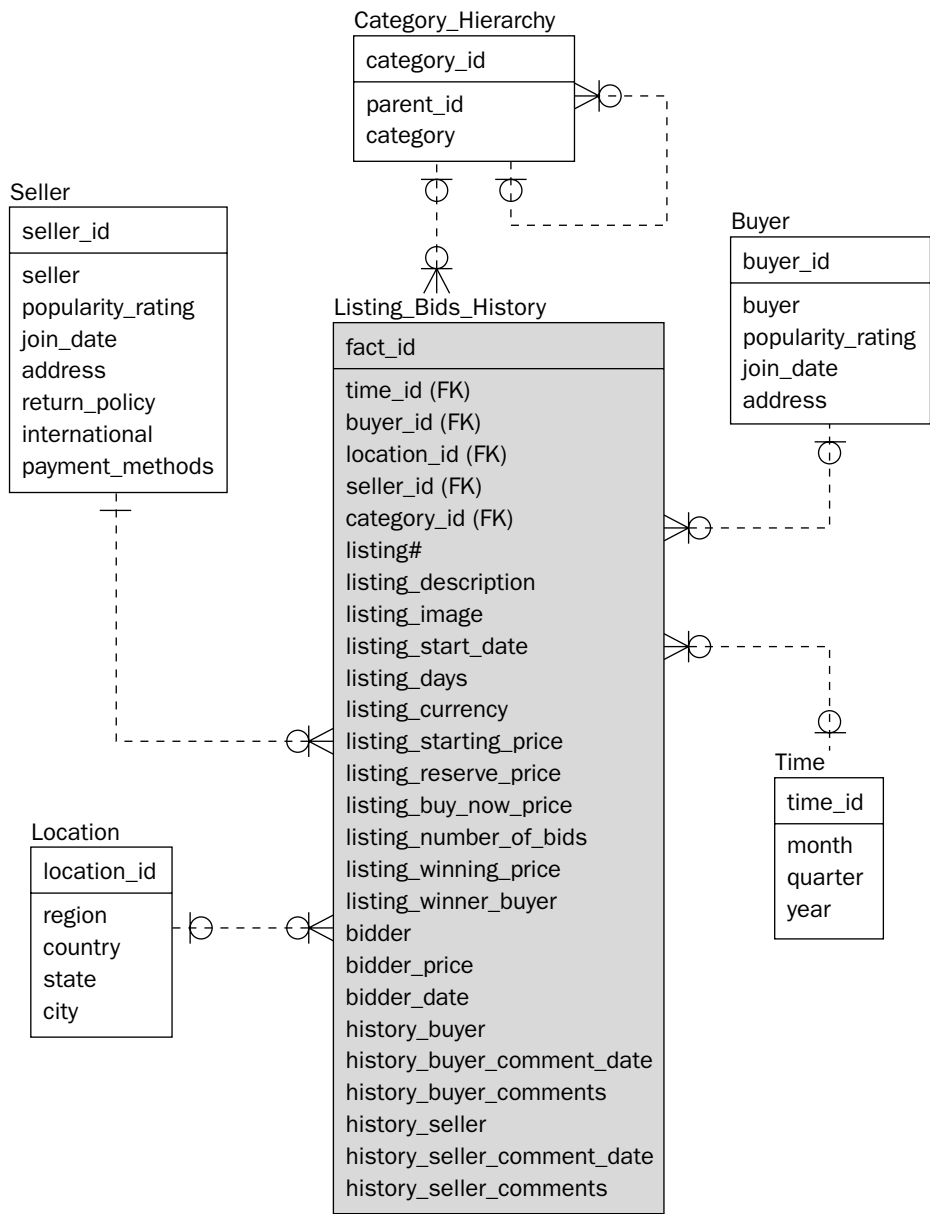 Category_Hierarchy
category_id
parent_id
category
Seller
seller_id
seller
popularity_rating
join_date
address
return_policy
international
payment_methods
Buyer
buyer_id
buyer
popularity_rating
join_date
address
Listing_Bids_History
fact_id
time_id (FK)
buyer_id (FK)
location_id (FK)
seller_id (FK)
category_id (FK)
listing#
listing_description
listing_image
listing_start_date
listing_days
listing_currency
listing_starting_price
listing_reserve_price
listing_buy_now_price
listing_number_of_bids
listing_winning_price
listing_winner_buyer
bidder
bidder_price
bidder_date
history_buyer
history_buyer_comment_date
history_buyer_comments
history_seller
history_seller_comment_date
history_seller_comments
Time
time_id
month
quarter
year
Location
location_id
region
country
state
city